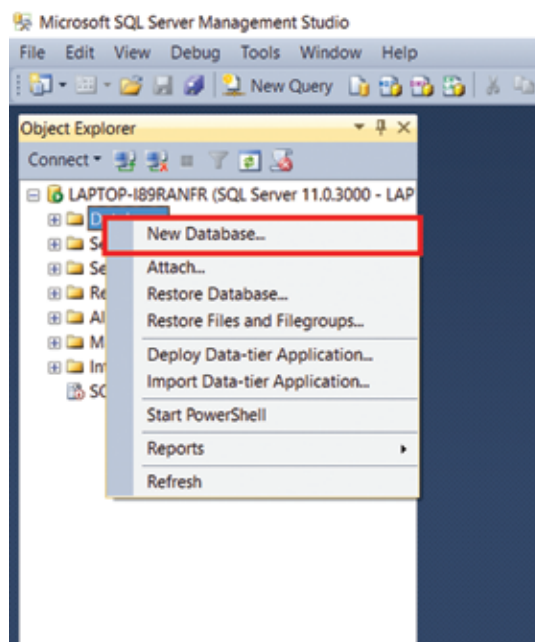 Microsoft SQL Server Management Studio
File Edit View Debug Tools Window Help
New Query
Object Explorer
Connect
LAPTOP-I89RANFR (SQL Server 11.0.3000 - LAP
New Database...
Attach...
Restore Database...
Restore Files and Filegroups...
Deploy Data-tier Application...
Import Data-tier Application...
Start PowerShell
Reports
Refresh